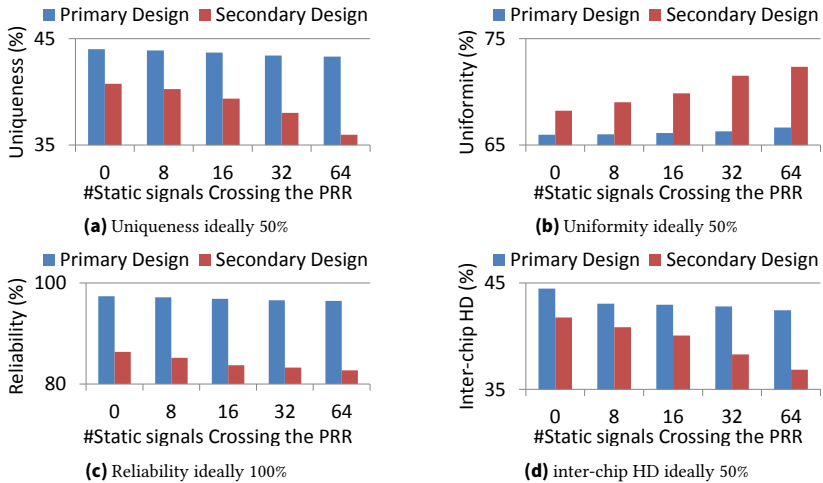 Primary Design Secondary Design
45
35
Uniqueness (%)
0 8 16 32 64
#Static signals Crossing the PRR
(a) Uniqueness ideally 50%
Primary Design Secondary Design
75
65
Uniformity (%)
0 8 16 32 64
#Static signals Crossing the PRR
(b) Uniformity ideally 50%
Primary Design Secondary Design
100
80
Reliability (%)
0 8 16 32 64
#Static signals Crossing the PRR
(c) Reliability ideally 100%
Primary Design Secondary Design
45
35
Inter-chip HD (%)
0 8 16 32 64
#Static signals Crossing the PRR
(d) inter-chip HD ideally 50%